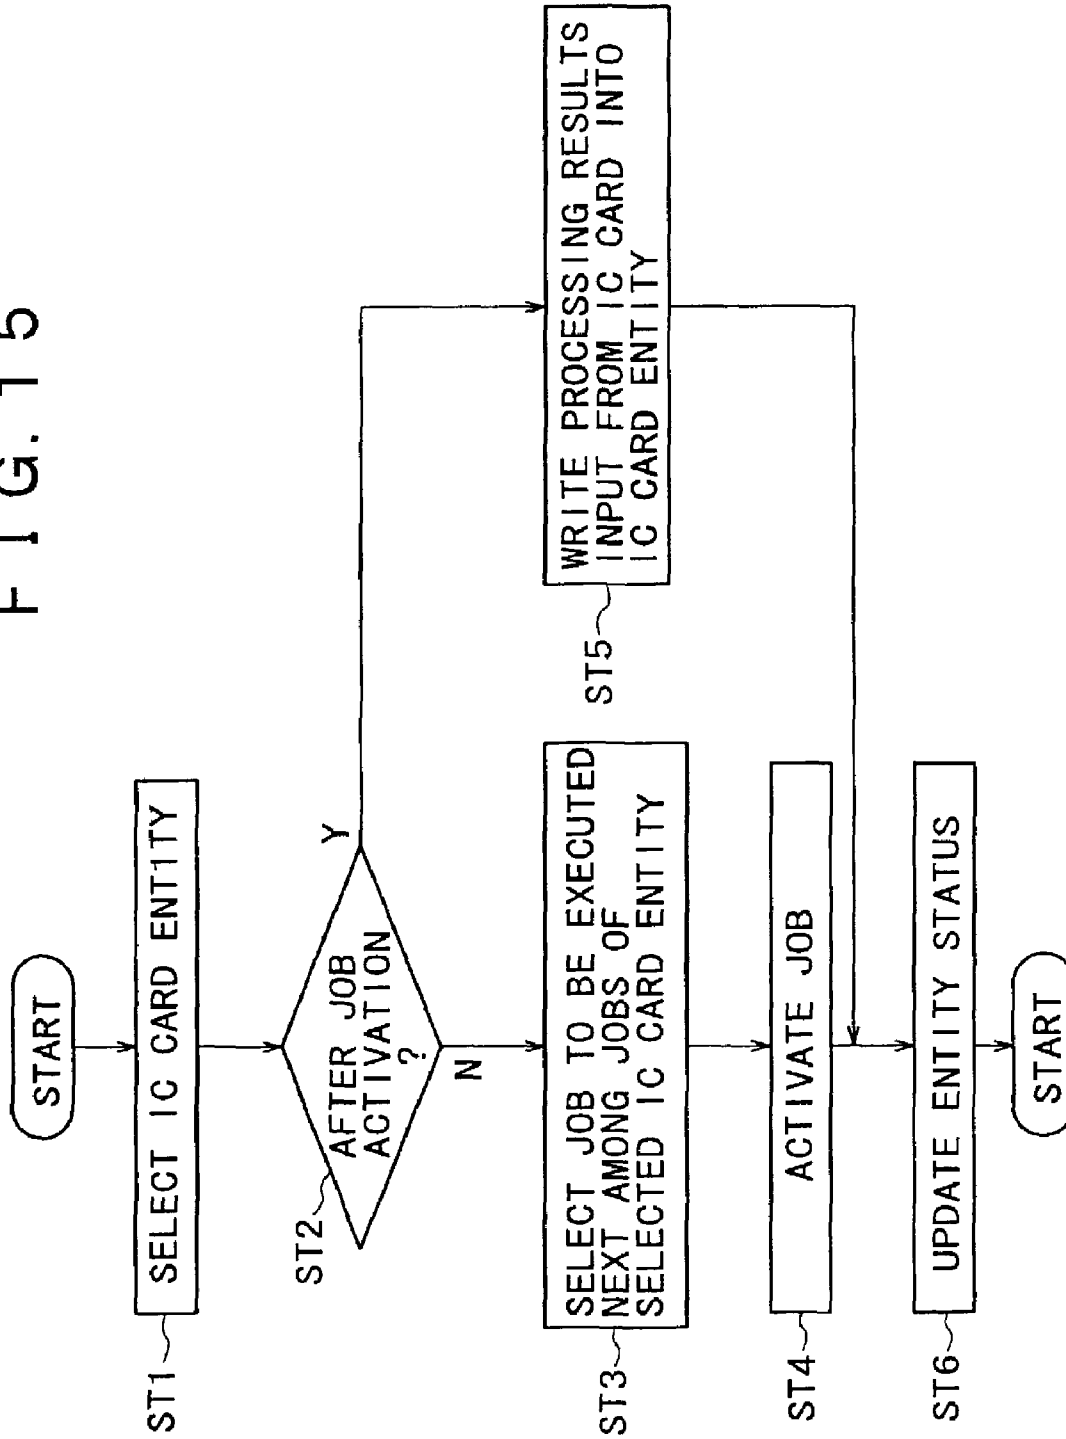 FIG. 15
START
ST1
SELECT IC CARD ENTITY
ST2
AFTER JOB
ACTIVATION
?
Y
N
ST3
SELECT JOB TO BE EXECUTED
NEXT AMONG JOBS OF
SELECTED IC CARD ENTITY
ST4
ACTIVATE JOB
ST5
WRITE PROCESSING RESULTS
INPUT FROM IC CARD INTO
IC CARD ENTITY
ST6
UPDATE ENTITY STATUS
START